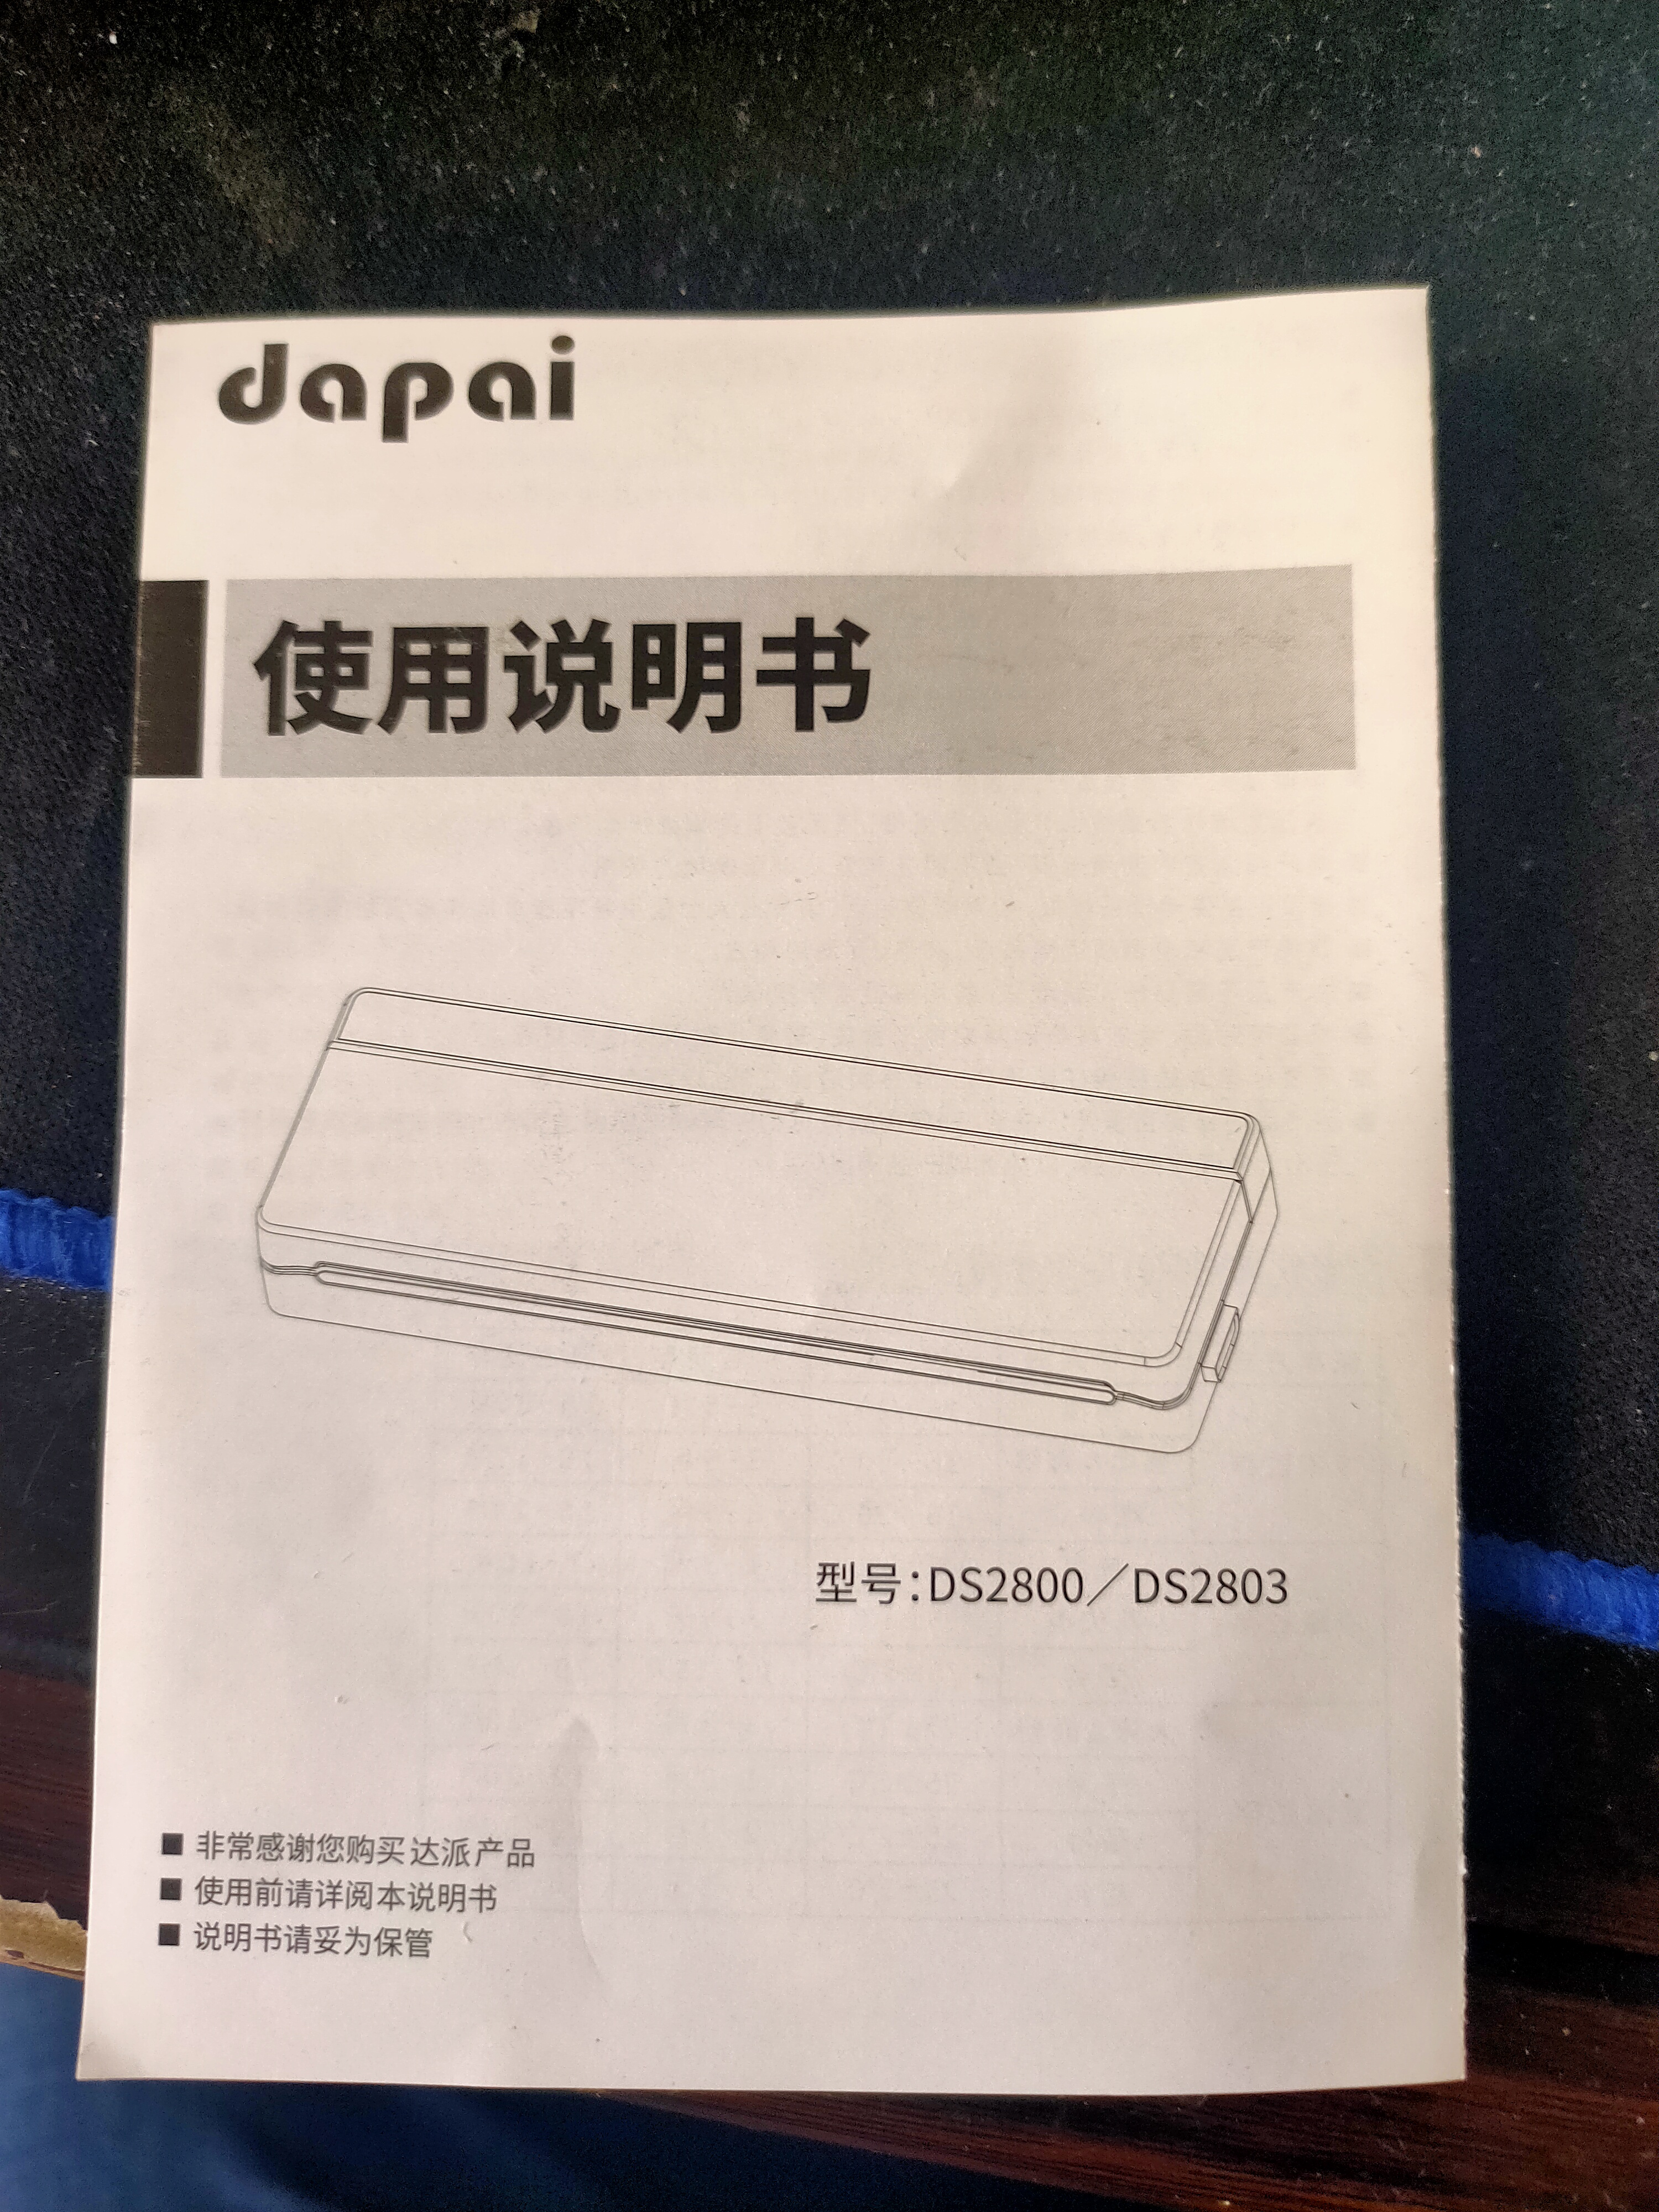 dapai
使用说明书
型号:DS2800／DS2803
■ 非常感谢您购买达派产品
■ 使用前请详阅本说明书
■ 说明书请妥为保管